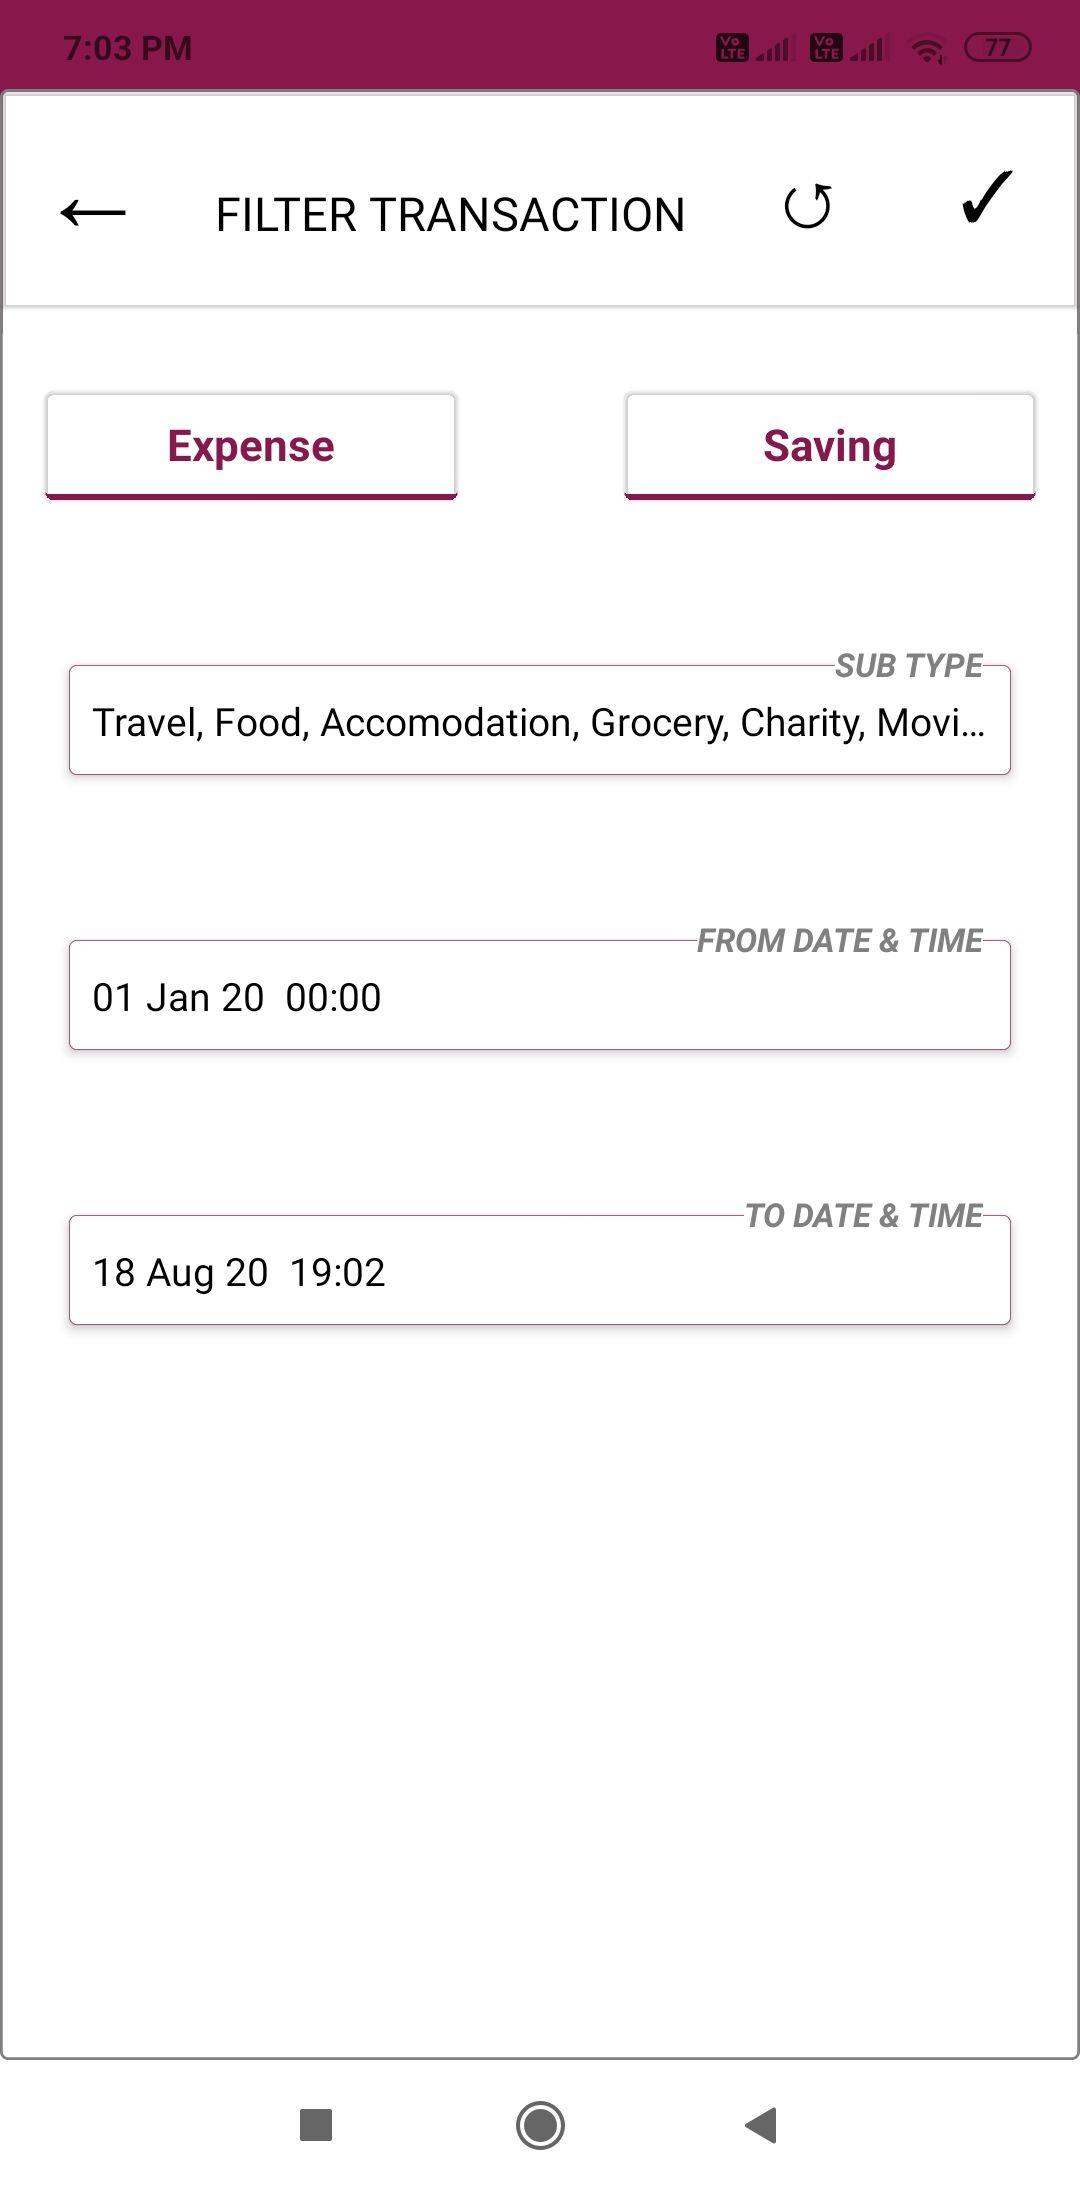 7:03 PM Vo LTE Vo LTE 77
FILTER TRANSACTION
Expense Saving
SUB TYPE
Travel, Food, Accomodation, Grocery, Charity, Movi...
FROM DATE & TIME
01 Jan 20 00:00
TO DATE & TIME
18 Aug 20 19:02